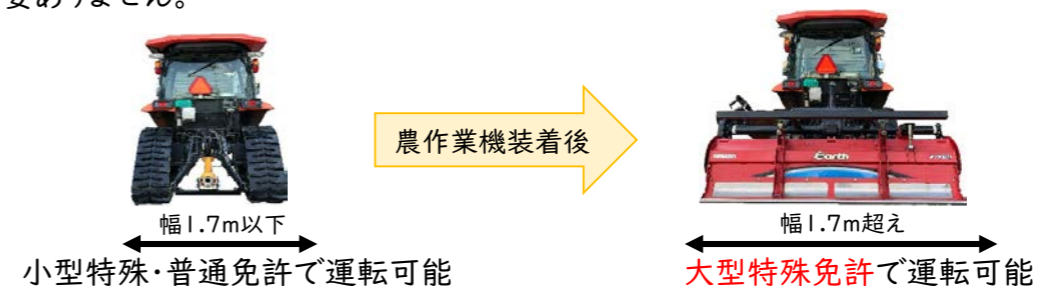 要ありません。
農作業機装着後
Earth
幅1.7m以下
幅1.7m超え
小型特殊・普通免許で運転可能
大型特殊免許で運転可能